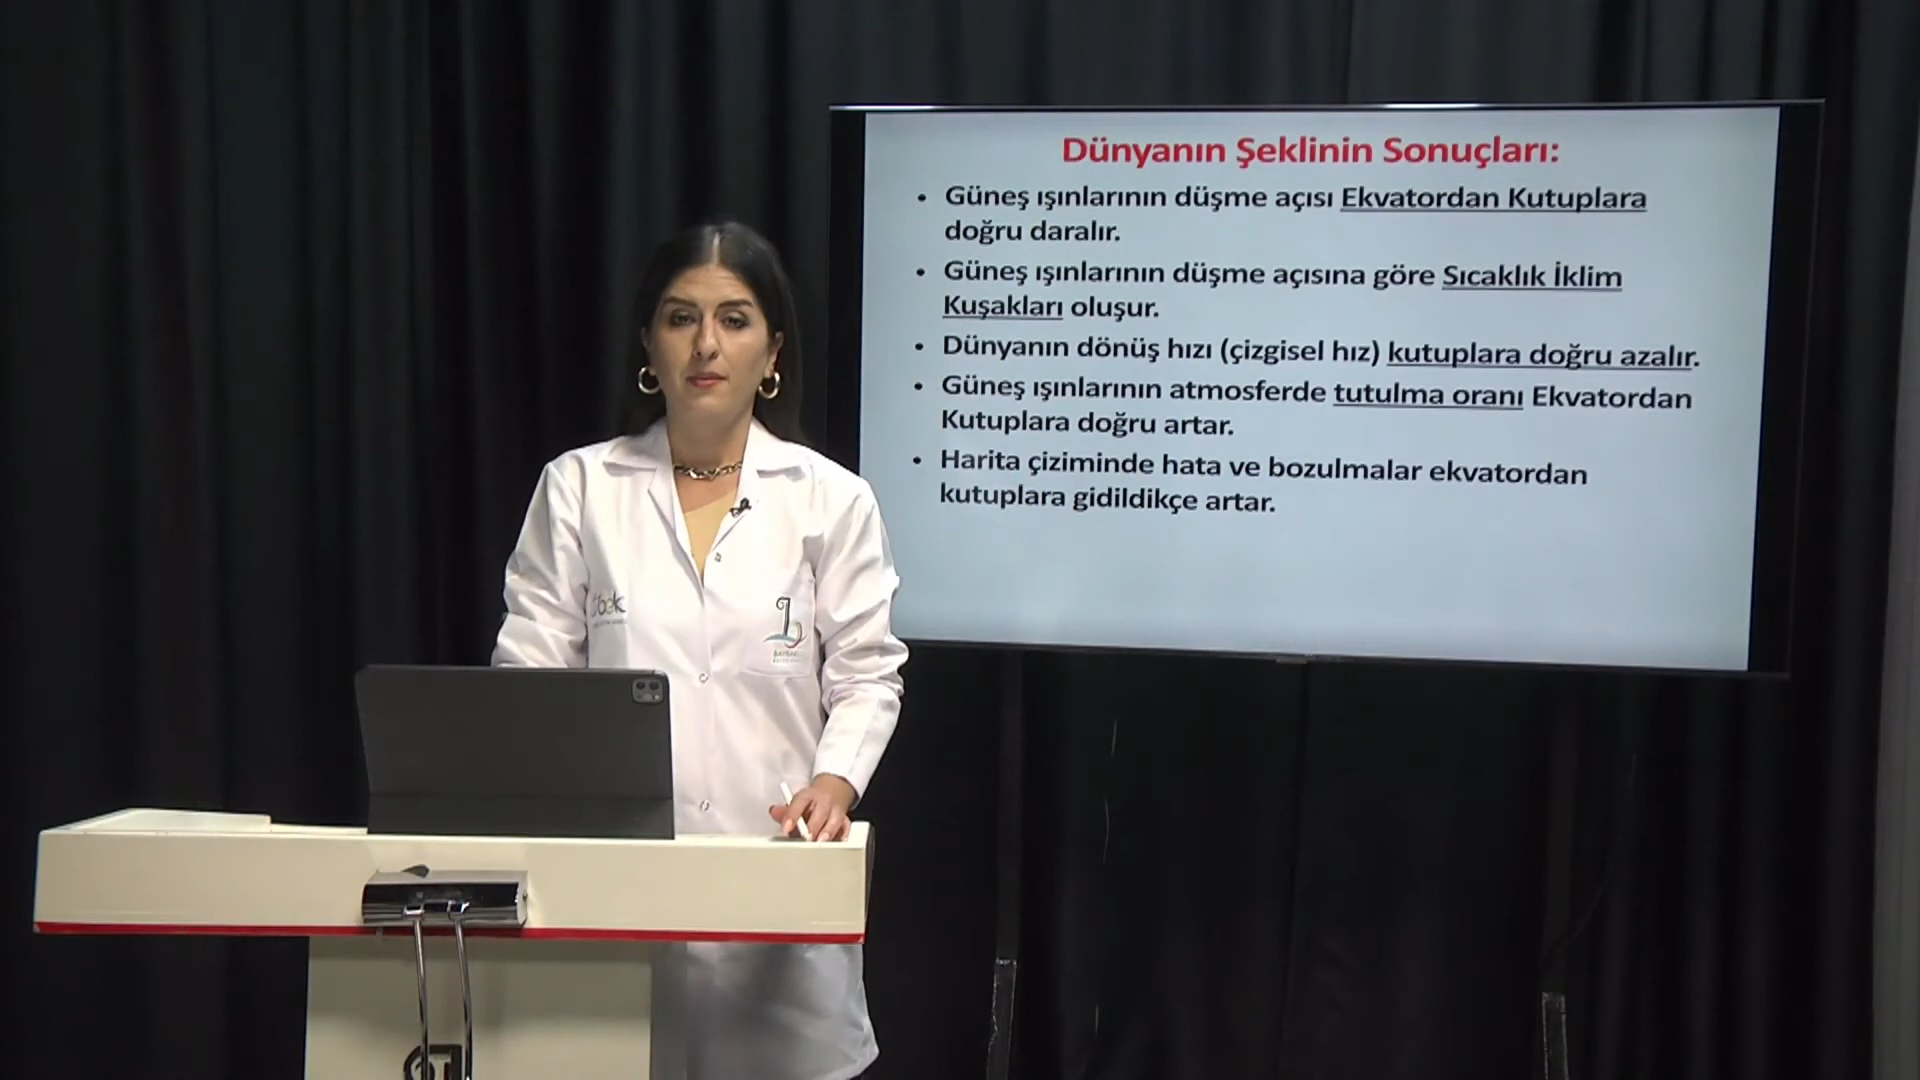 Dünyanın Şeklinin Sonuçları:
• Güneş ışınlarının düşme açısı Ekvatordan Kutuplara
doğru daralır.
• Güneş ışınlarının düşme açısına göre Sıcaklık İklim
Kuşakları oluşur.
• Dünyanın dönüş hızı (çizgisel hız) kutuplara doğru azalır.
• Güneş ışınlarının atmosferde tutulma oranı Ekvatordan
Kutuplara doğru artar.
• Harita çiziminde hata ve bozulmalar ekvatordan
kutuplara gidildikçe artar.